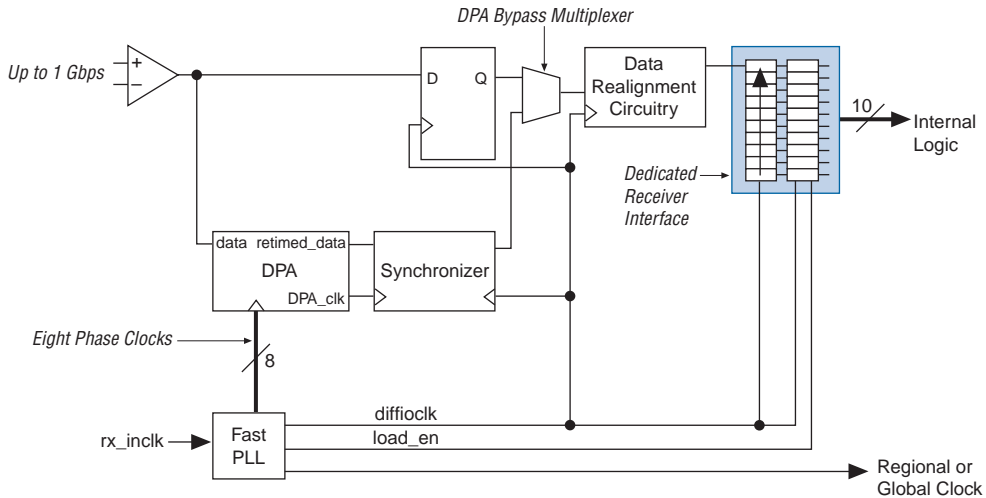 DPA Bypass Multiplexer
Up to 1 Gbps
+
–
D Q
Data
Realignment
Circuitry
10
Internal
Logic
Dedicated
Receiver
Interface
data retimed_data
DPA
DPA_clk
Synchronizer
Eight Phase Clocks
8
rx_inclk
Fast
PLL
diffioclk
load_en
Regional or
Global Clock